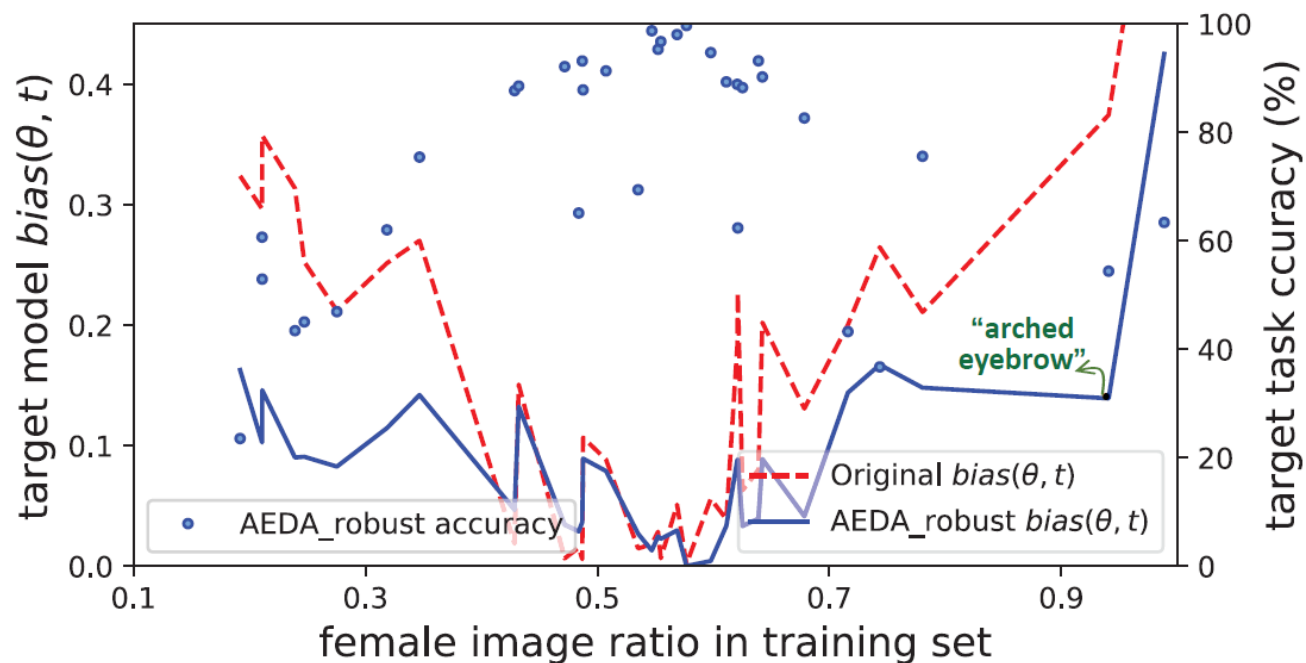 target model bias(θ, t)
0.4
0.3
0.2
0.1
0.0
0.1
0.3
0.5
0.7
0.9
female image ratio in training set
100
80
60
40
20
0
target task ccuracy (%)
“arched
eyebrow”
AEDA_robust accuracy
Original bias(θ, t)
AEDA_robust bias(θ, t)